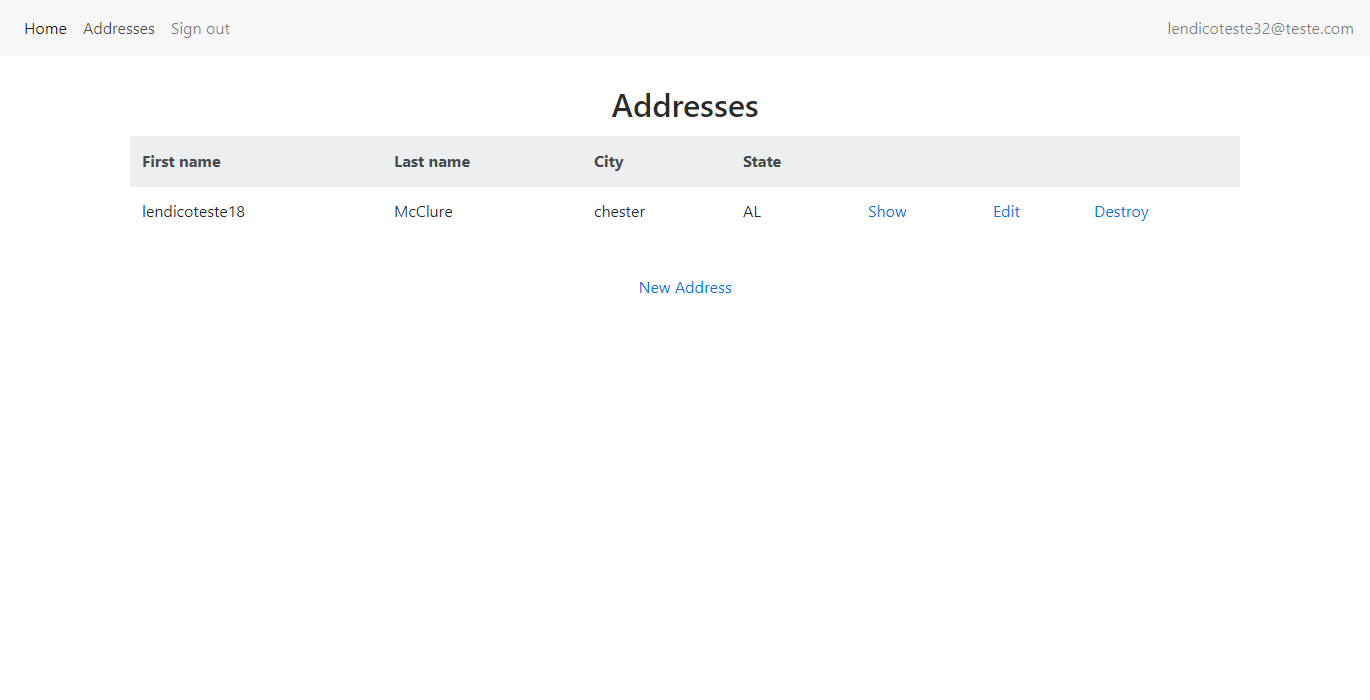 Home Addresses Sign out lendicoteste32@teste.com
Addresses
First name Last name City State
lendicoteste18 McClure chester AL Show Edit Destroy
New Address